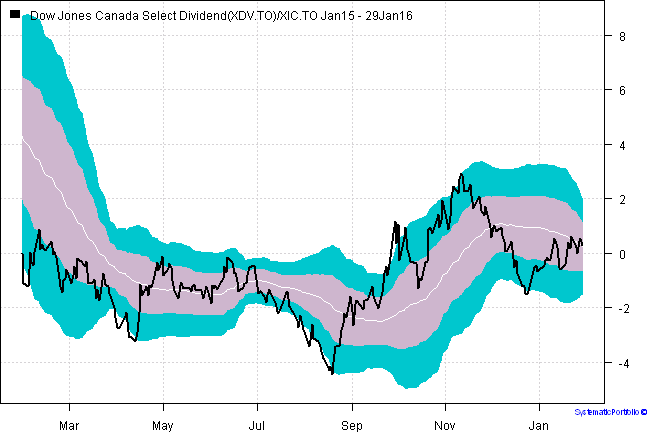 Dow Jones Canada Select Dividend(XDV.TO)/XIC.TO Jan15 - 29Jan16
8
6
4
2
0
-2
-4
Mar May Jul Sep Nov Jan
SystematicPortfolio ©